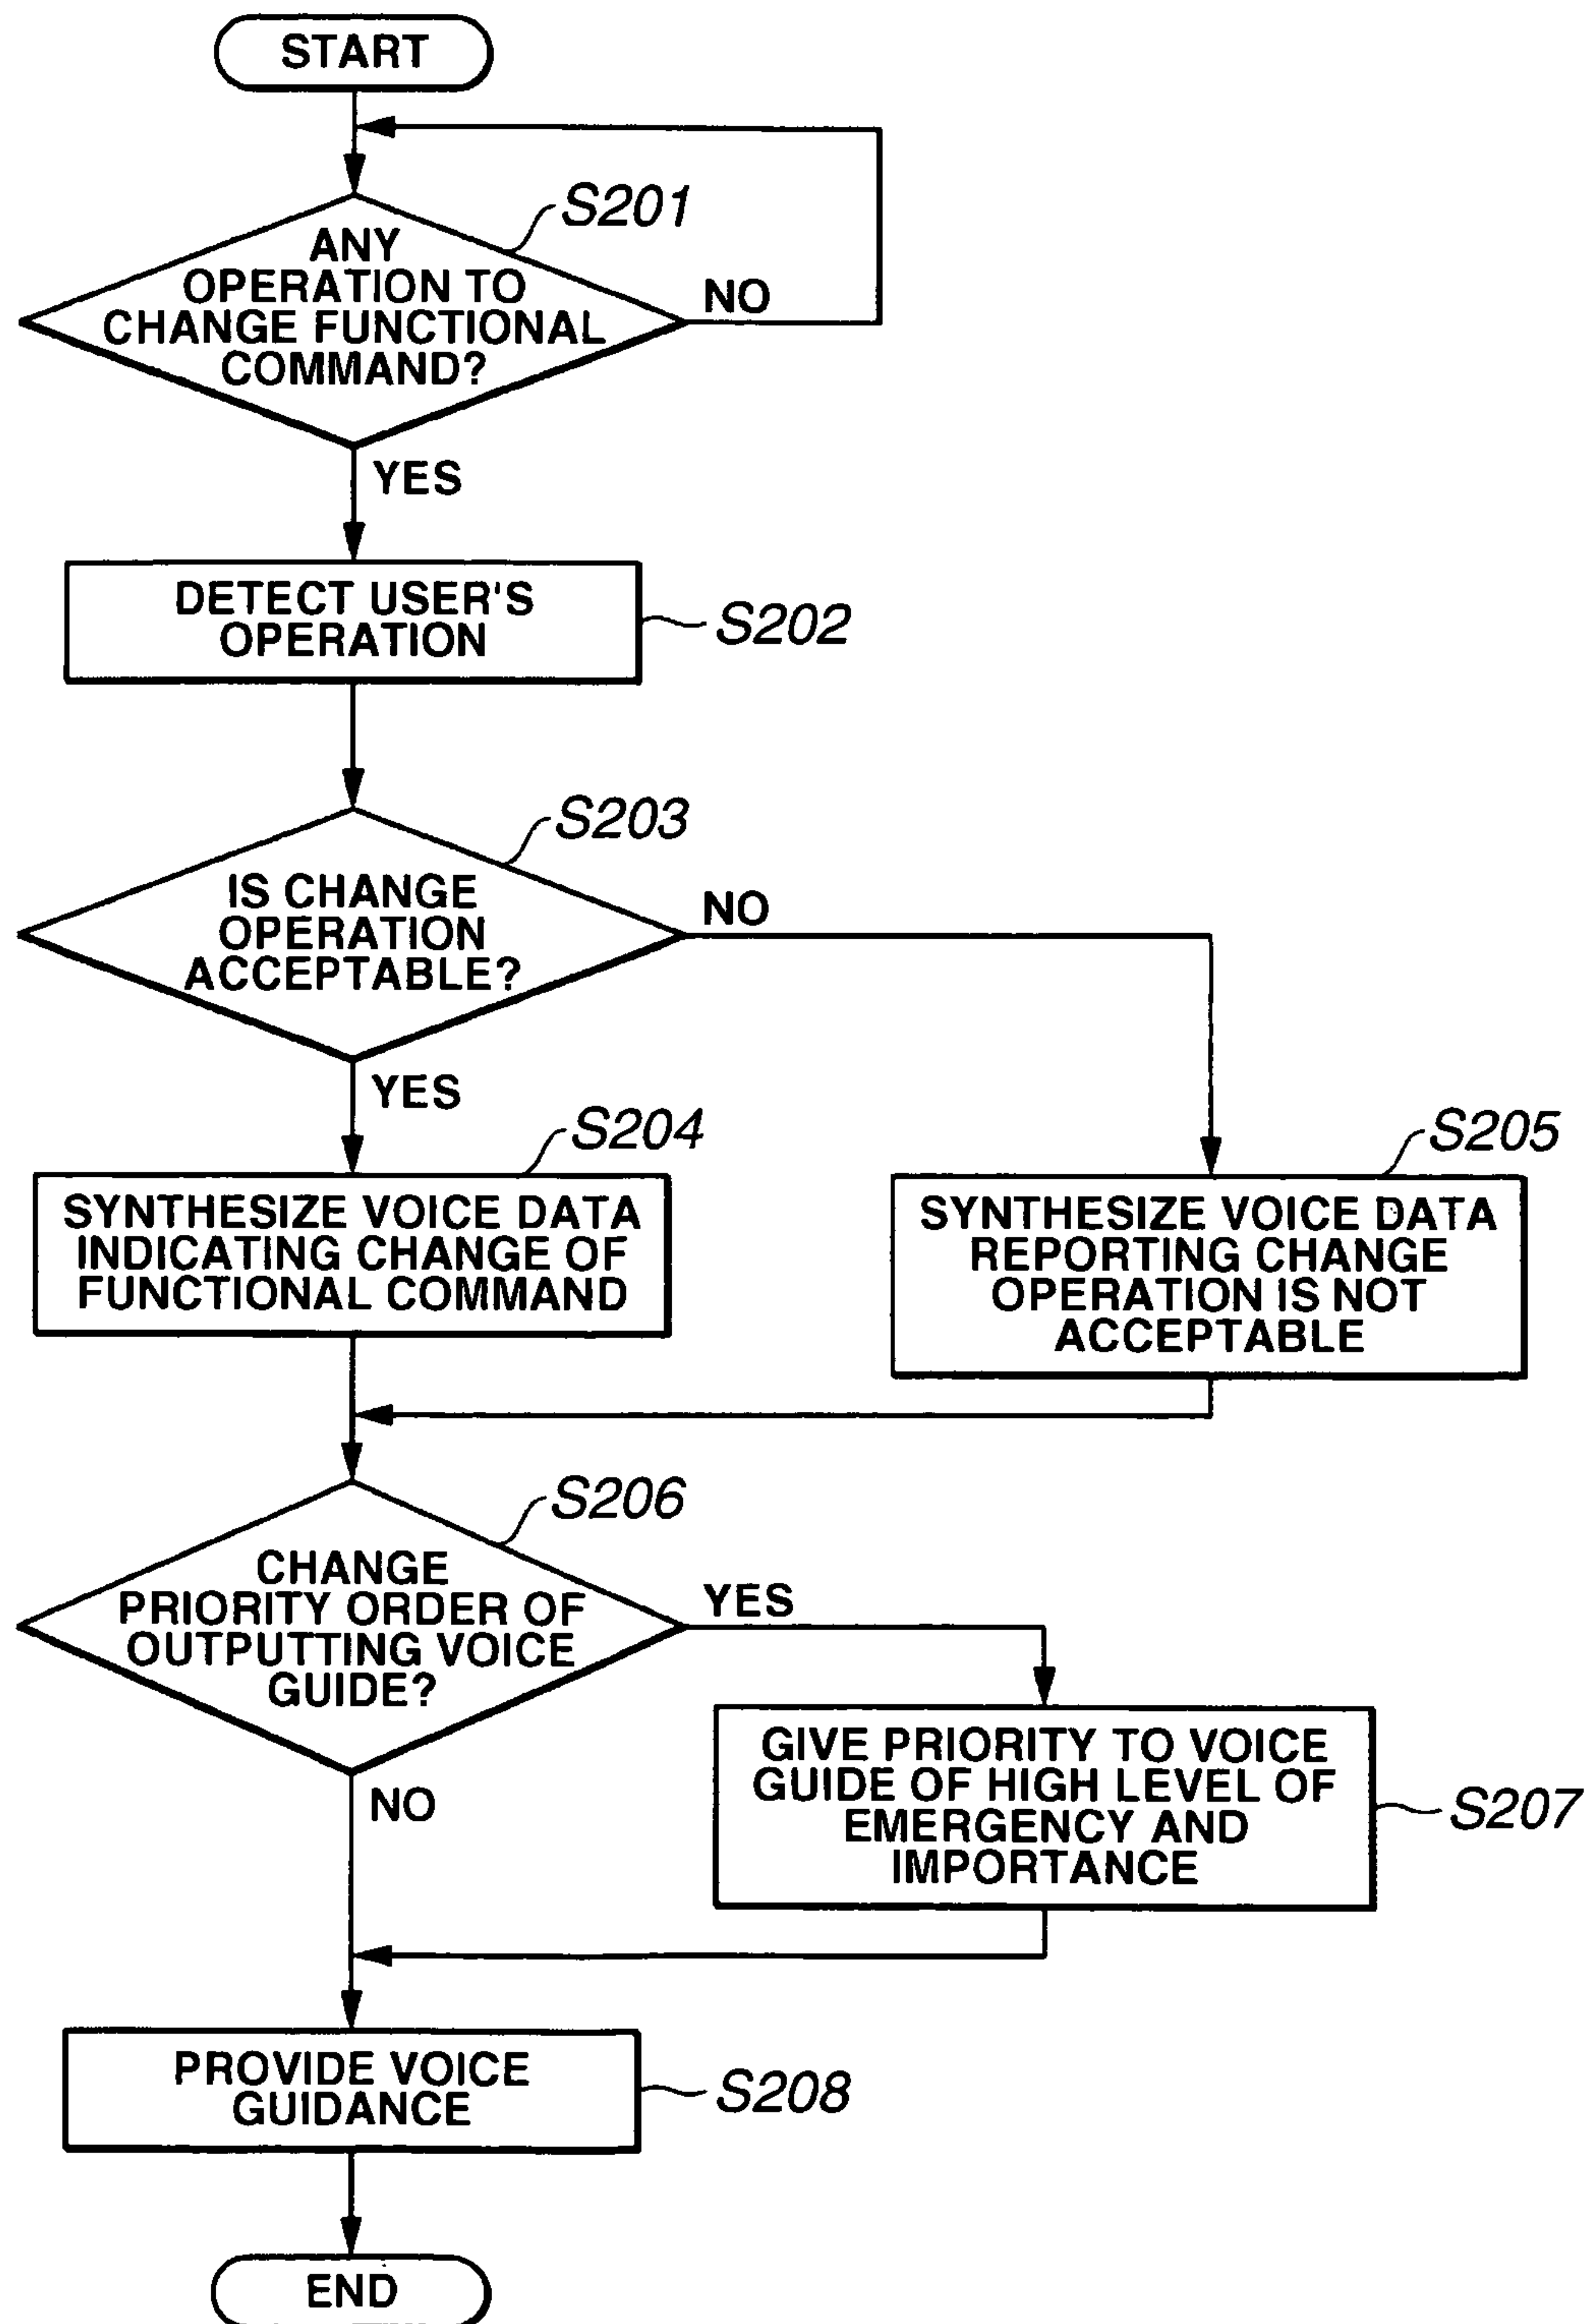 START
S201
ANY
OPERATION TO
CHANGE FUNCTIONAL
COMMAND?
NO
YES
DETECT USER'S
OPERATION
S202
S203
IS CHANGE
OPERATION
ACCEPTABLE?
NO
YES
S204
SYNTHESIZE VOICE DATA
INDICATING CHANGE OF
FUNCTIONAL COMMAND
S205
SYNTHESIZE VOICE DATA
REPORTING CHANGE
OPERATION IS NOT
ACCEPTABLE
S206
CHANGE
PRIORITY ORDER OF
OUTPUTTING VOICE
GUIDE?
YES
NO
GIVE PRIORITY TO VOICE
GUIDE OF HIGH LEVEL OF
EMERGENCY AND
IMPORTANCE
S207
PROVIDE VOICE
GUIDANCE
S208
END